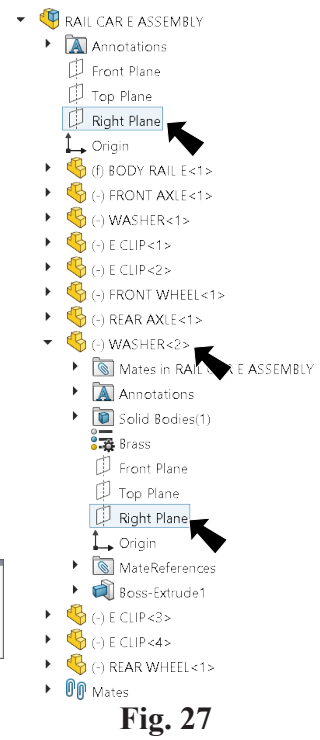 RAIL CAR E ASSEMBLY
Annotations
Front Plane
Top Plane
Right Plane
Origin
(f) BODY RAIL E<1>
(-) FRONT AXLE<1>
(-) WASHER<1>
(-) E CLIP<1>
(-) E CLIP<2>
(-) FRONT WHEEL<1>
(-) REAR AXLE<1>
(-) WASHER<2>
Mates in RAIL CAR E ASSEMBLY
Annotations
Solid Bodies(1)
Brass
Front Plane
Top Plane
Right Plane
Origin
MateReferences
Boss-Extrude1
(-) E CLIP<3>
(-) E CLIP<4>
(-) REAR WHEEL<1>
Mates
Fig. 27